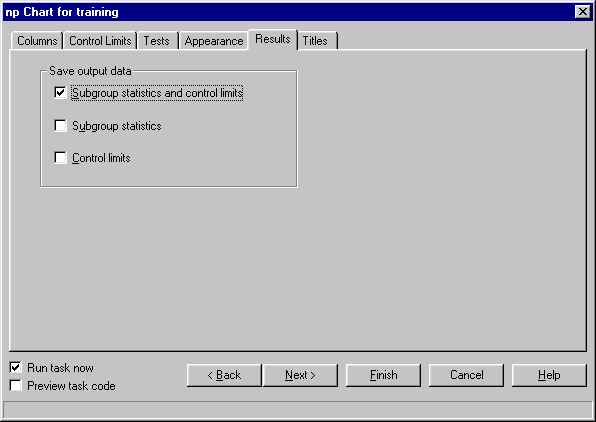 np Chart for training
Columns Control Limits Tests Appearance Results Titles
Save output data
Subgroup statistics and control limits
Subgroup statistics
Control limits
Run task now
Preview task code
< Back Next > Finish Cancel Help